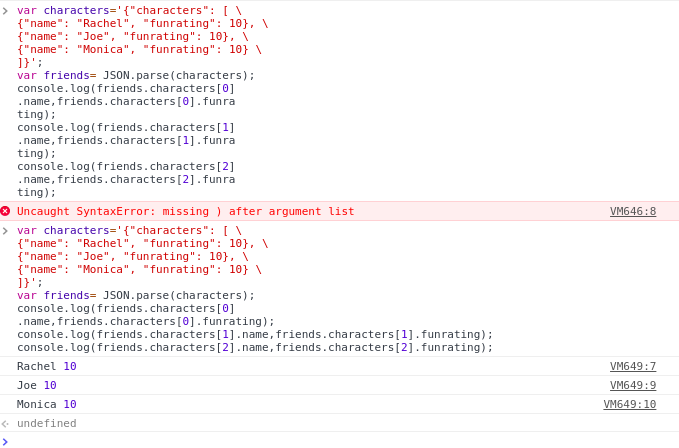 var characters='{"characters": [ \
{"name": "Rachel", "funrating": 10}, \
{"name": "Joe", "funrating": 10}, \
{"name": "Monica", "funrating": 10} \
]}';
var friends= JSON.parse(characters);
console.log(friends.characters[0]
.name,friends.characters[0].funra
ting);
console.log(friends.characters[1]
.name,friends.characters[1].funra
ting);
console.log(friends.characters[2]
.name,friends.characters[2].funra
ting);
Uncaught SyntaxError: missing ) after argument list VM646:8
var characters='{"characters": [ \
{"name": "Rachel", "funrating": 10}, \
{"name": "Joe", "funrating": 10}, \
{"name": "Monica", "funrating": 10} \
]}';
var friends= JSON.parse(characters);
console.log(friends.characters[0]
.name,friends.characters[0].funrating);
console.log(friends.characters[1].name,friends.characters[1].funrating);
console.log(friends.characters[2].name,friends.characters[2].funrating);
Rachel 10 VM649:7
Joe 10 VM649:9
Monica 10 VM649:10
undefined